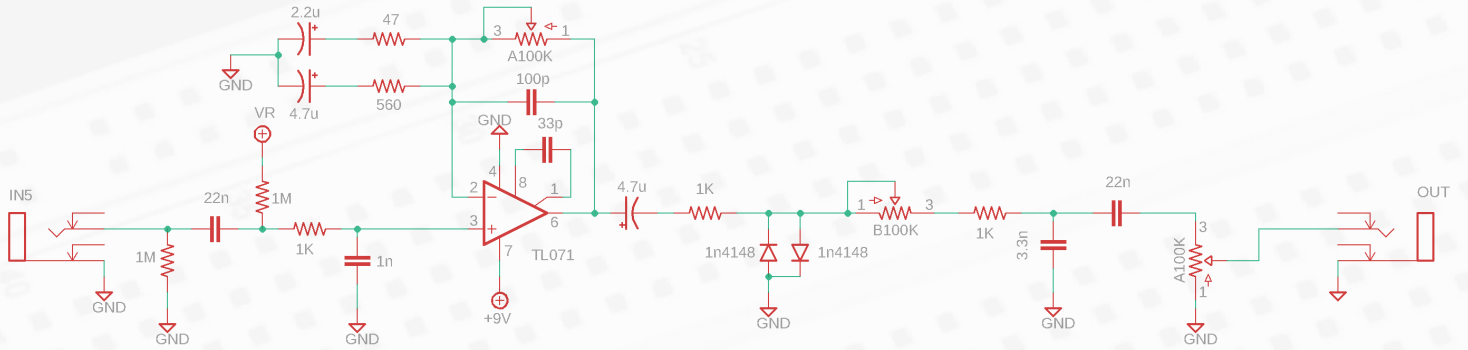 2.2u
47
3
1
A100K
GND
4.7u
560
100p
VR
GND
33p
4
8
IN5
22n
1M
2
1
4.7u
1K
1
3
22n
OUT
3
6
B100K
1K
3
1M
1K
1n
7
TL071
1n4148
1n4148
3.3n
A100K
1
GND
+9V
GND
GND
GND
GND
GND